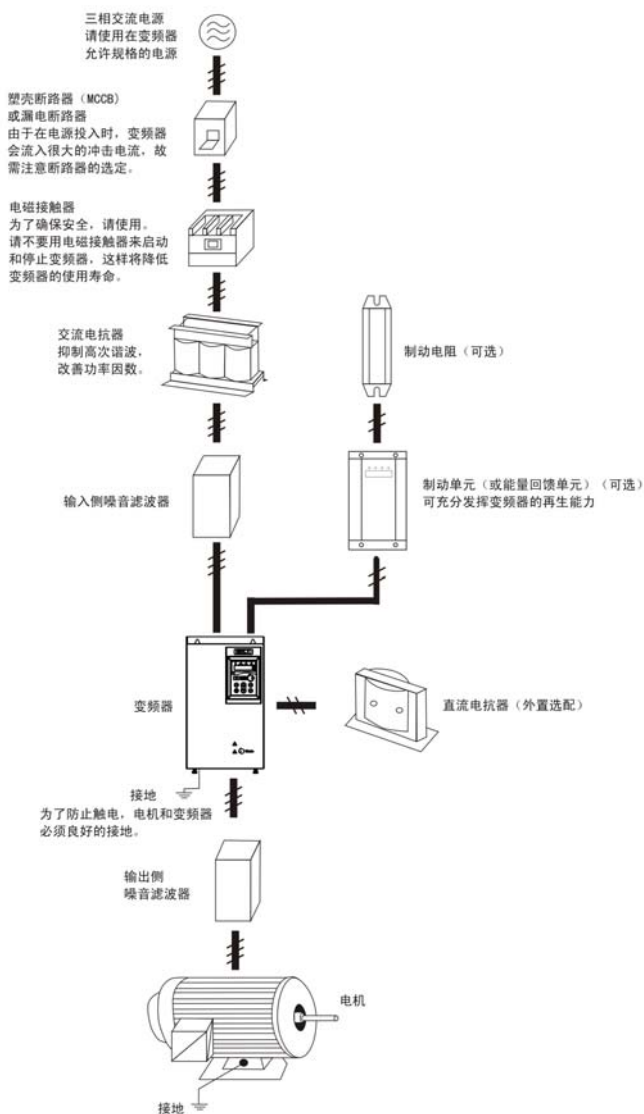 三相交流电源
请使用在变频器
允许规格的电源
塑壳断路器（MCCB）
或漏电断路器
由于在电源投入时，变频器
会流入很大的冲击电流，故
需注意断路器的选定。
电磁接触器
为了确保安全，请使用。
请不要用电磁接触器来启动
和停止变频器，这样将降低
变频器的使用寿命。
交流电抗器
抑制高次谐波，
改善功率因数。
制动电阻（可选）
输入侧噪音滤波器
制动单元（或能量回馈单元）（可选）
可充分发挥变频器的再生能力
变频器
直流电抗器（外置选配）
接地
为了防止触电，电机和变频器
必须良好的接地。
输出侧
噪音滤波器
电机
接地